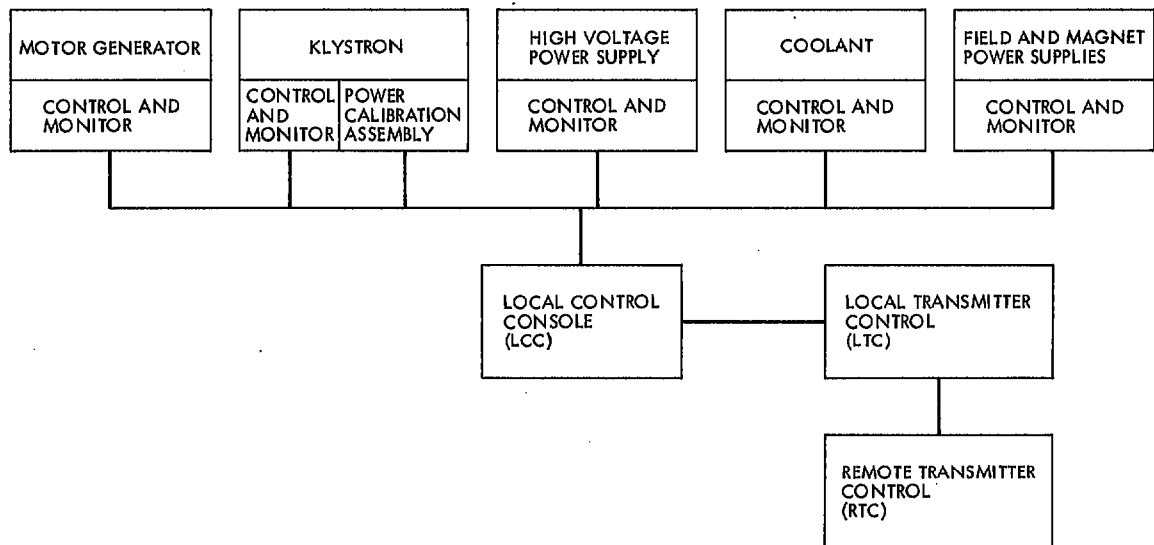 MOTOR GENERATOR
CONTROL AND
MONITOR
KLYSTRON
CONTROL
AND
MONITOR
POWER
CALIBRATION
ASSEMBLY
HIGH VOLTAGE
POWER SUPPLY
CONTROL AND
MONITOR
COOLANT
CONTROL AND
MONITOR
FIELD AND MAGNET
POWER SUPPLIES
CONTROL AND
MONITOR
LOCAL CONTROL
CONSOLE
(LCC)
LOCAL TRANSMITTER
CONTROL
(LTC)
REMOTE TRANSMITTER
CONTROL
(RTC)